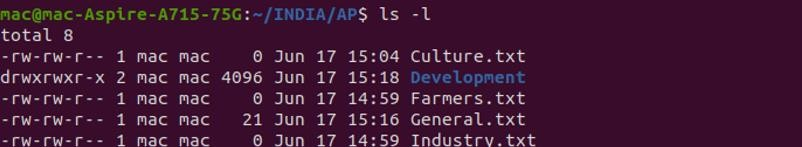 mac@mac-Aspire-A715-75G:~/INDIA/AP$ ls -l
total 8
-rw-rw-r-- 1 mac mac    0 Jun 17 15:04 Culture.txt
drwxrwxr-x 2 mac mac 4096 Jun 17 15:18 Development
-rw-rw-r-- 1 mac mac    0 Jun 17 14:59 Farmers.txt
-rw-rw-r-- 1 mac mac   21 Jun 17 15:16 General.txt
-rw-rw-r-- 1 mac mac    0 Jun 17 14:59 Industry.txt